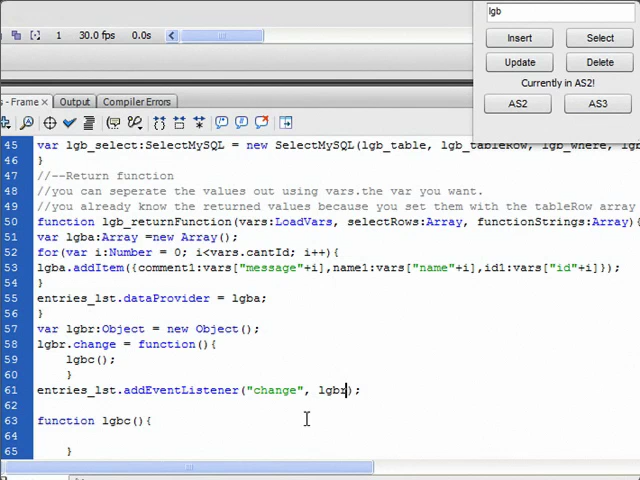 lgb
Insert
Select
Update
Delete
Currently in AS2!
AS2
AS3
1 30.0 fps 0.0s
- Frame
Output
Compiler Errors
45 var lgb_select:SelectMySQL = new SelectMySQL(lgb_table, lgb_tableRow, lgb_where,
46 }
47 //--Return function
48 //you can seperate the values out using vars.the var you want.
49 //you already know the returned values because you set them with the tableRow array
50 function lgb_returnFunction(vars:LoadVars, selectRows:Array, functionStrings:Array){
51 var lgba:Array =new Array();
52 for(var i:Number = 0; i<vars.cantId; i++){
53 lgba.addItem({comment1:vars["message"+i],name1:vars["name"+i],id1:vars["id"+i]});
54 }
55 entries_lst.dataProvider = lgba;
56 }
57 var lgbr:Object = new Object();
58 lgbr.change = function(){
59 lgbc();
60 }
61 entries_lst.addEventListener("change", lgbr);
62
63 function lgbc(){
64
65 }